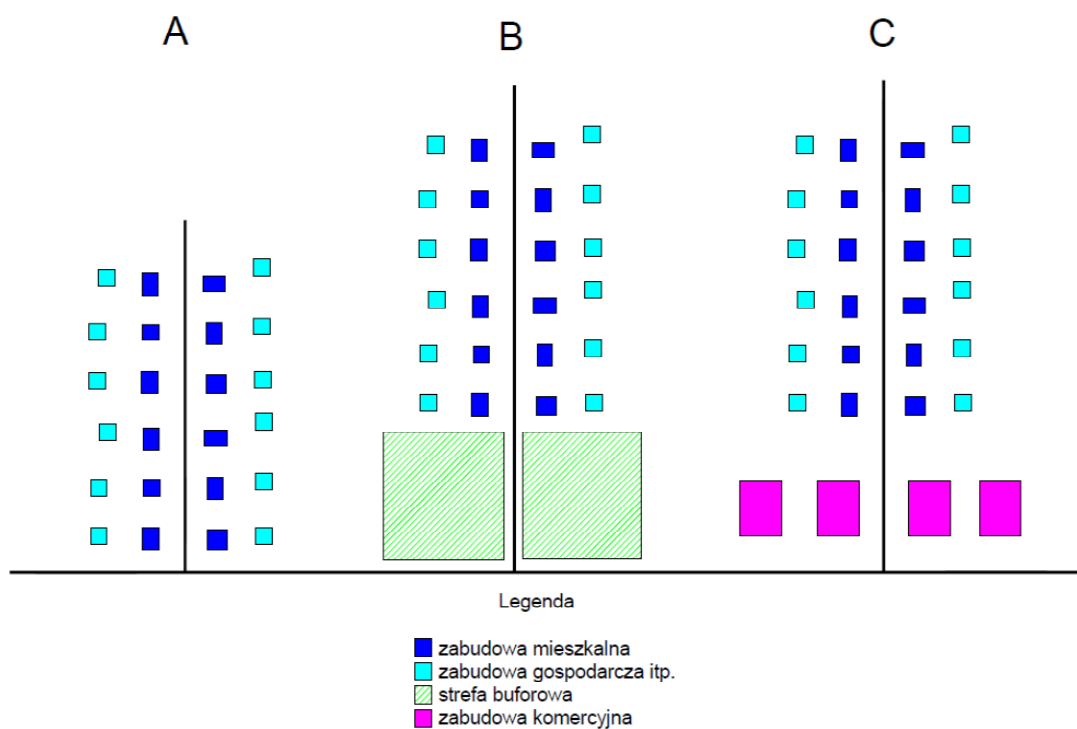 A
B
C
Legenda
zabudowa mieszkalna
zabudowa gospodarcza itp.
strefa buforowa
zabudowa komercyjna